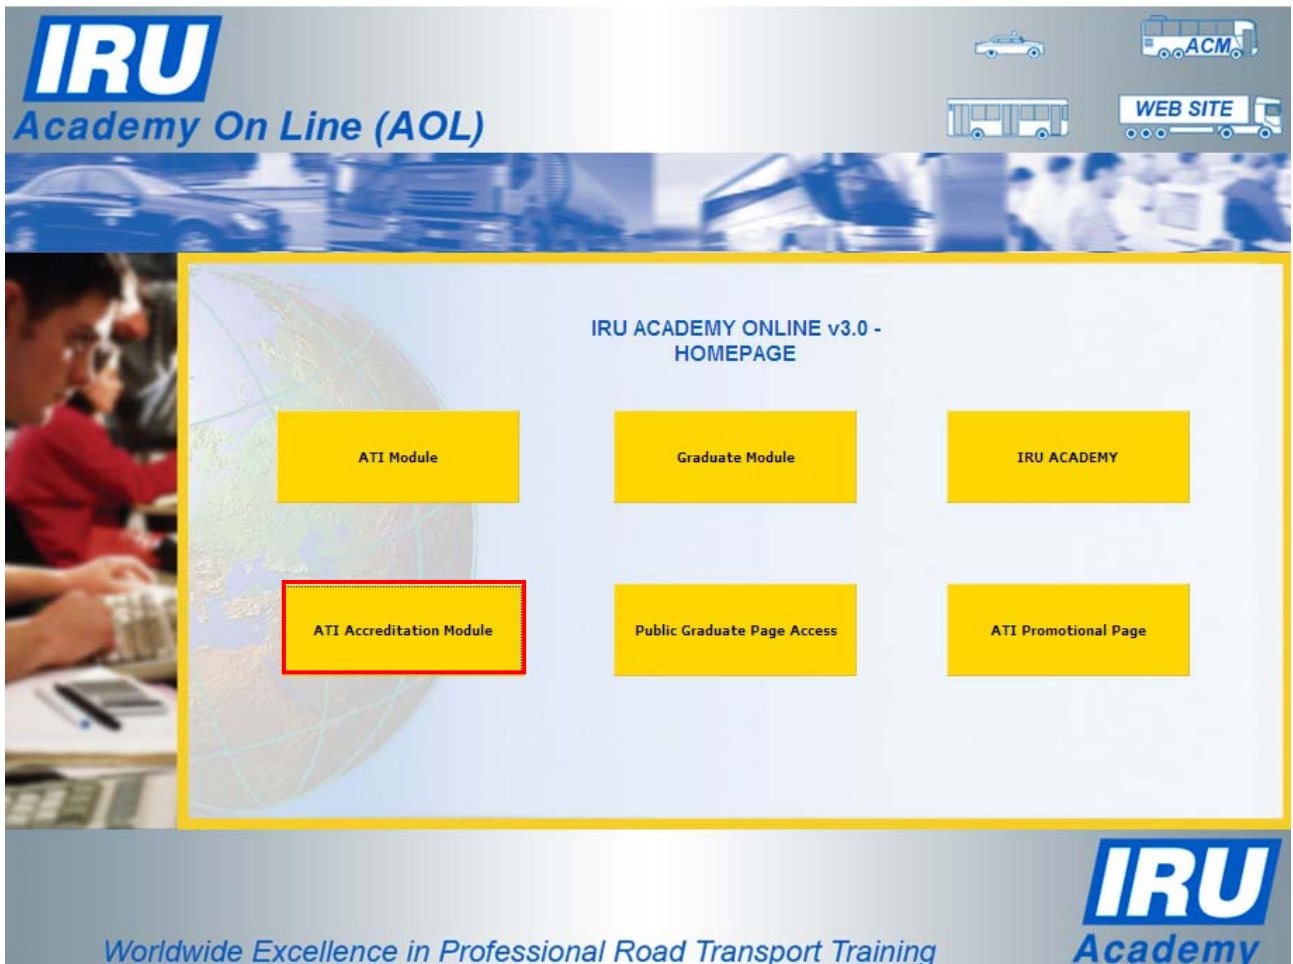 IRU
Academy On Line (AOL)
ACM
WEB SITE
IRU ACADEMY ONLINE v3.0 -
HOMEPAGE
ATI Module
Graduate Module
IRU ACADEMY
ATI Accreditation Module
Public Graduate Page Access
ATI Promotional Page
IRU
Academy
Worldwide Excellence in Professional Road Transport Training